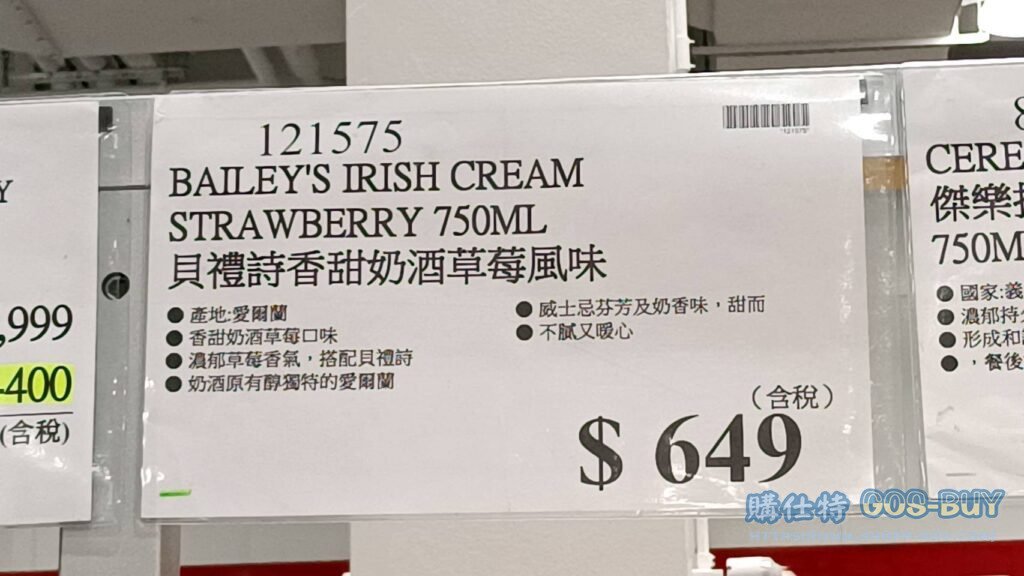 121575
121575
BAILEY'S IRISH CREAM
STRAWBERRY 750ML
貝禮詩香甜奶酒草莓風味
●產地:愛爾蘭
●香甜奶酒草莓口味
●濃郁草莓香氣，搭配貝禮詩
●奶酒原有醇獨特的愛爾蘭
●威士忌芬芳及奶香味，甜而
●不膩又暖心
(含稅)
$ 649
Y
,999
-400
(含稅)
CERE
傑樂
750M
●國家:義
●濃郁持
●形成和
●，餐後
購仕特 GOS-BUY